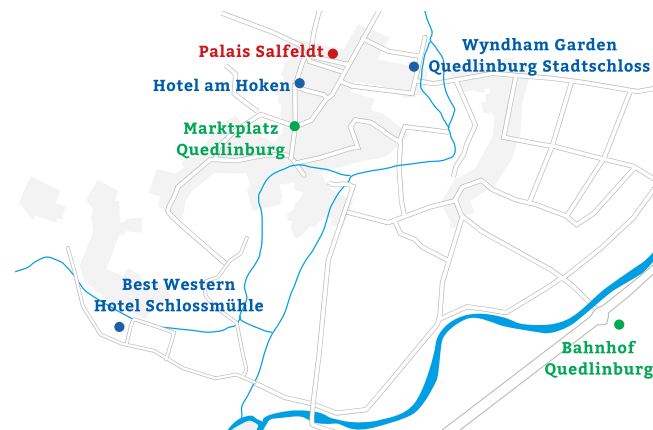 Palais Salfeldt
Wyndham Garden
Quedlinburg Stadtschloss
Hotel am Hoken
Marktplatz
Quedlinburg
Best Western
Hotel Schlossmühle
Bahnhof
Quedlinburg